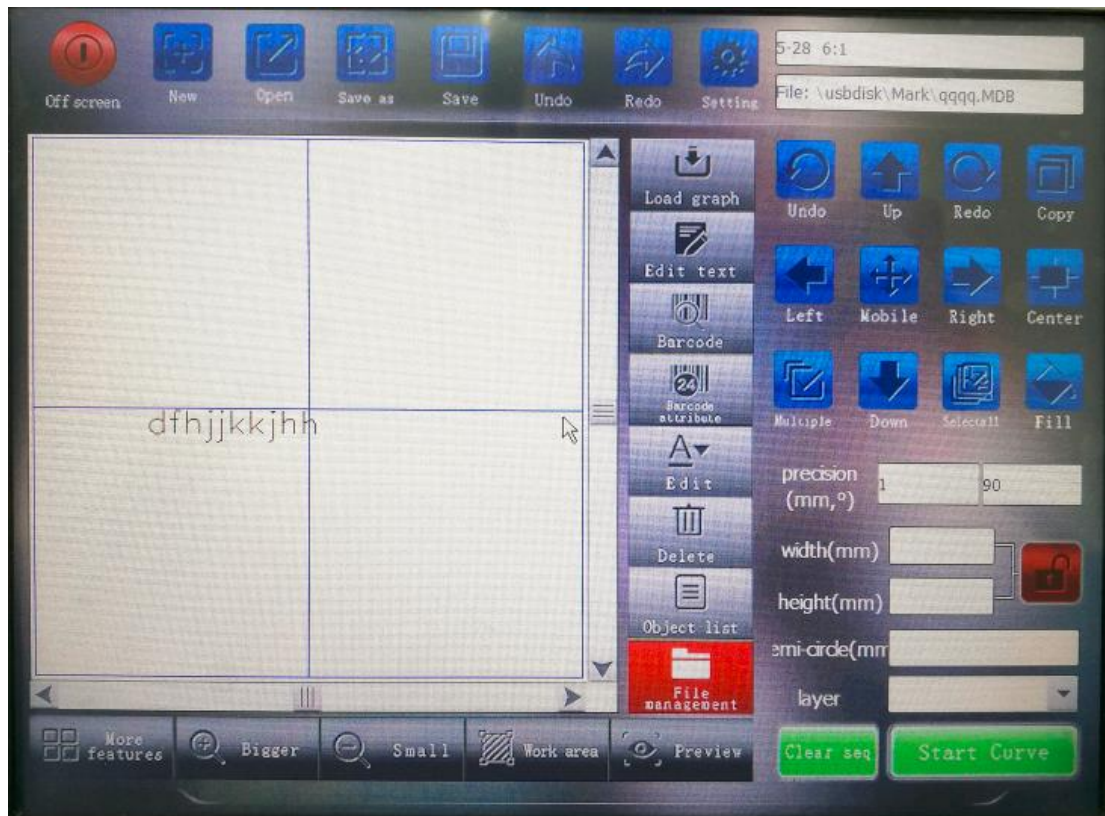 5-28 6:1
Off screen New Open Save as Save Undo Redo Setting
File: \usbdisk\Mark\qqqq.MDB
Load graph
Undo Up Redo Copy
Edit text
Left Mobile Right Center
Barcode
24
Barcode
attribute
Multiple Down Selectall Fill
dfhjjkkjhh
A
Edit
precision
(mm,°)
1 90
Delete
width(mm)
height(mm)
Object list
emi-circle(mm
File
management
layer
More
features
Bigger Small Work area Preview
Clear seq Start Curve